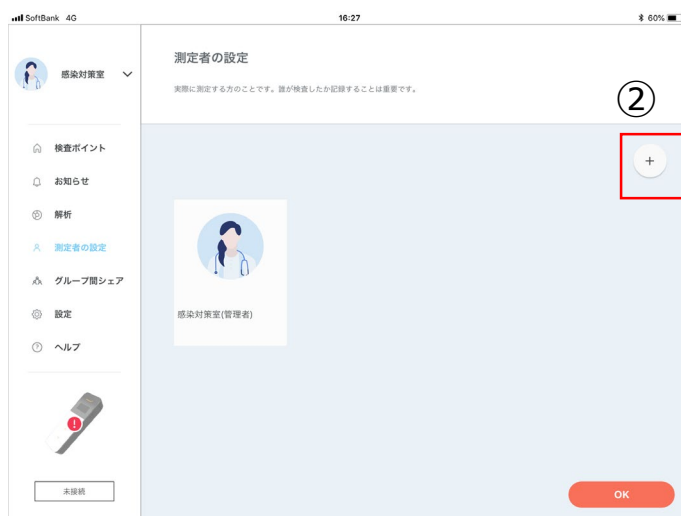 SoftBank 4G
16:27
60%
感染対策室
測定者の設定
実際に測定する方のことです。誰が検査したか記録することは重要です。
②
検査ポイント
お知らせ
解析
測定者の設定
グループ間シェア
設定
ヘルプ
+
感染対策室(管理者)
未接続
OK